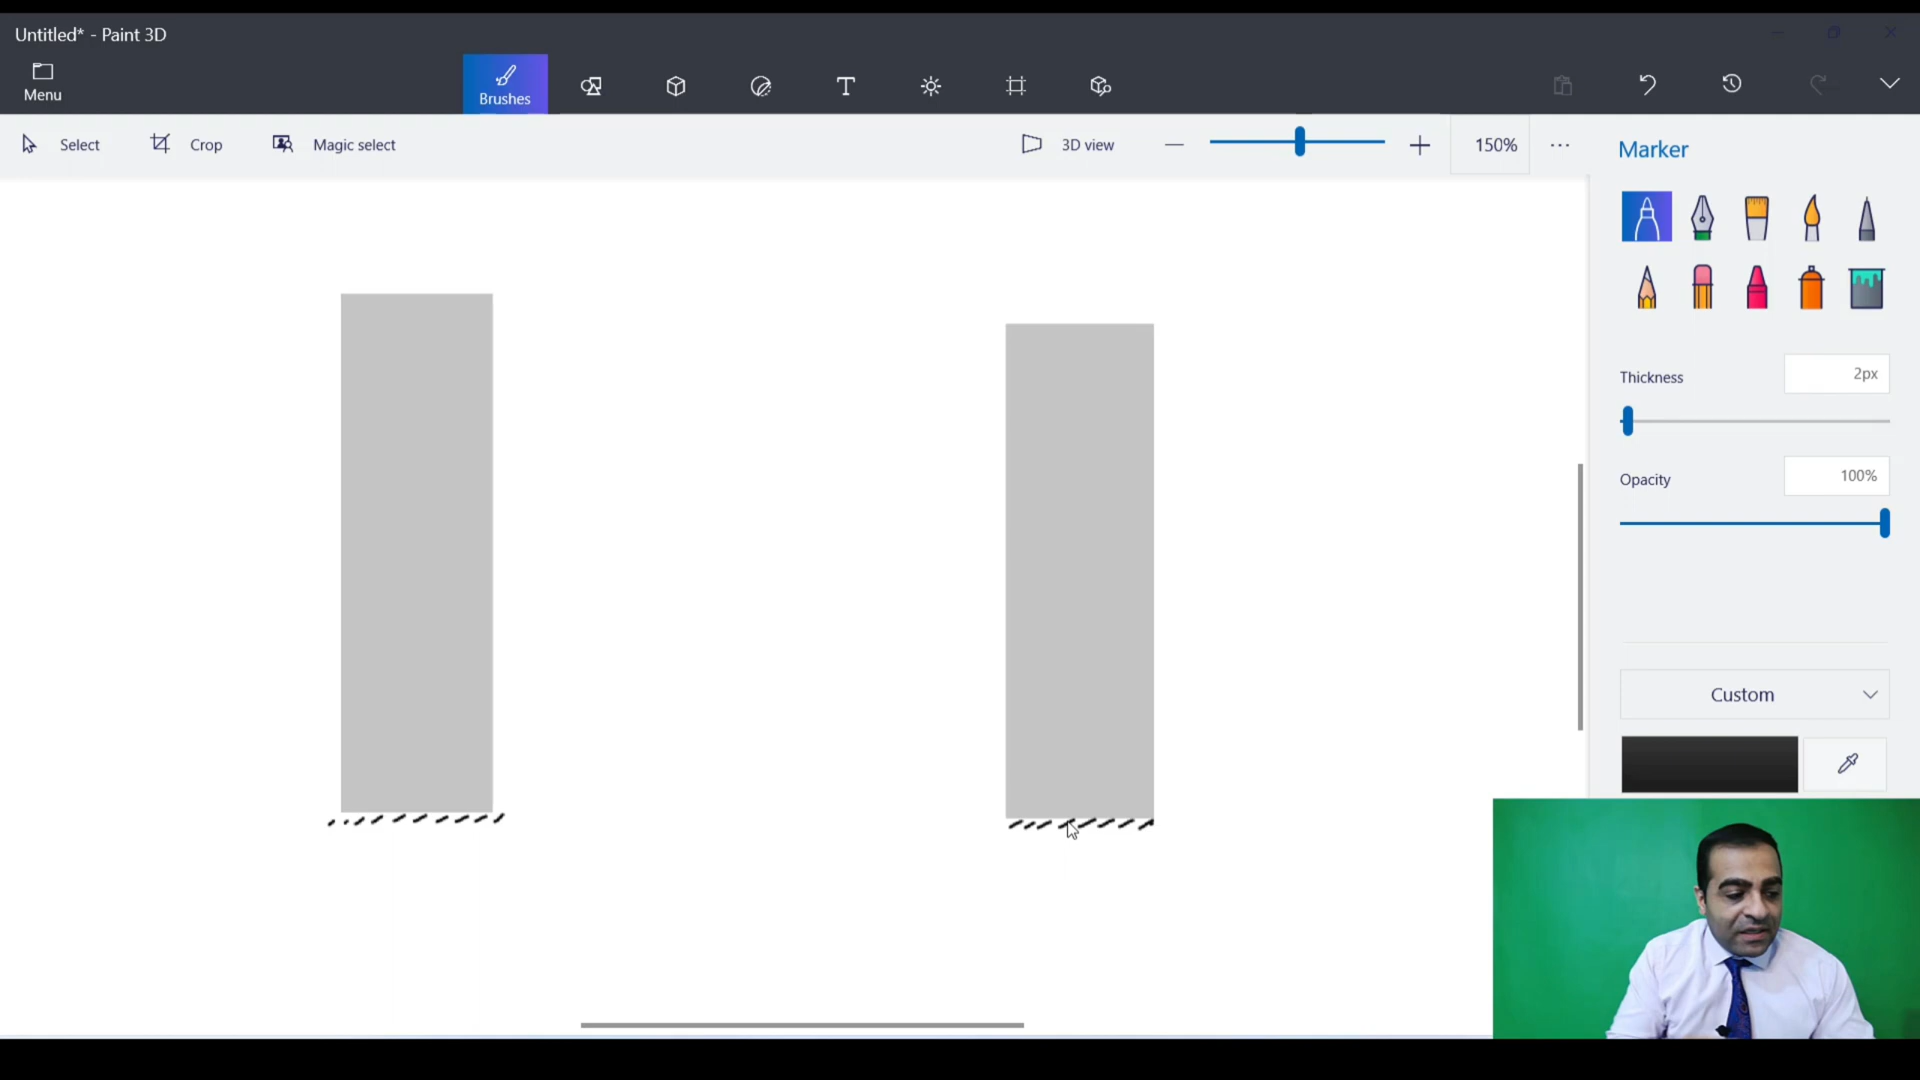 Untitled* - Paint 3D
Menu
Brushes
Select
Crop
Magic select
3D view
150%
Marker
Thickness
2px
Opacity
100%
Custom